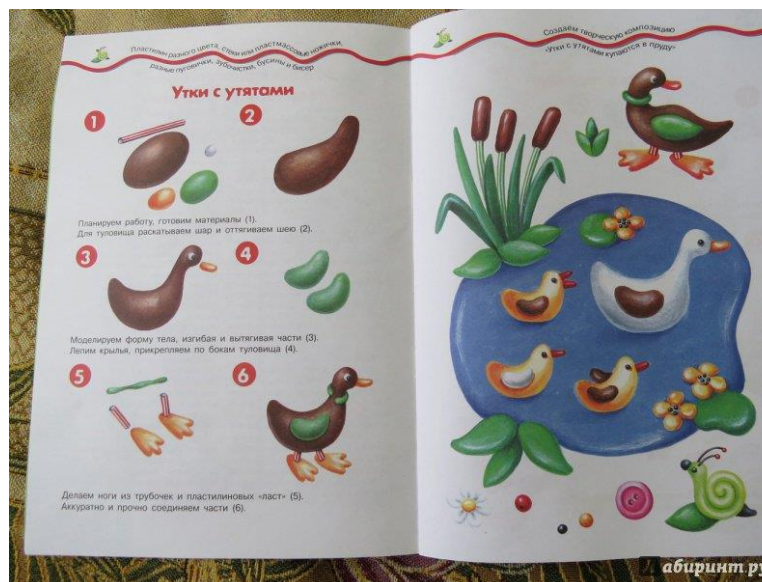 Пластилин разного цвета, стеки или пластмассовые ножички,
разные пуговички, зубочистки, бусины и бисер
Утки с утятами
1
2
Планируем работу, готовим материалы (1).
Для туловища раскатываем шар и оттягиваем шею (2).
3
4
Моделируем форму тела, изгибая и вытягивая части (3).
Лепим крылья, прикрепляем по бокам туловища (4).
5
6
Делаем ноги из трубочек и пластилиновых «ласт» (5).
Аккуратно и прочно соединяем части (6).
Создаём творческую композицию
«Утки с утятами купаются в пруду»
Лабиринт.ру